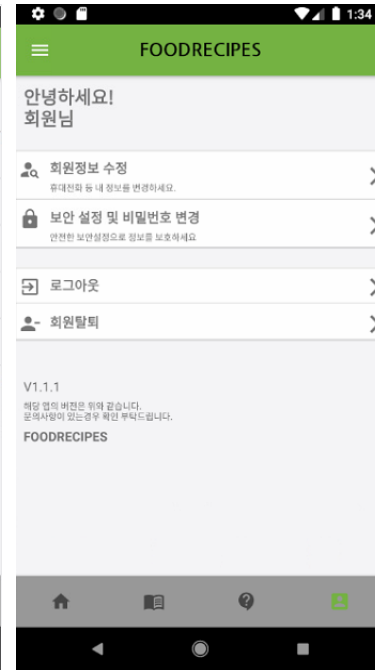 1:34
FOODRECIPES
안녕하세요!
회원님
회원정보 수정
휴대전화 등 내 정보를 변경하세요.
보안 설정 및 비밀번호 변경
안전한 보안설정으로 정보를 보호하세요
로그아웃
회원탈퇴
V1.1.1
해당 앱의 버전은 위와 같습니다.
문의사항이 있는경우 확인 부탁드립니다.
FOODRECIPES